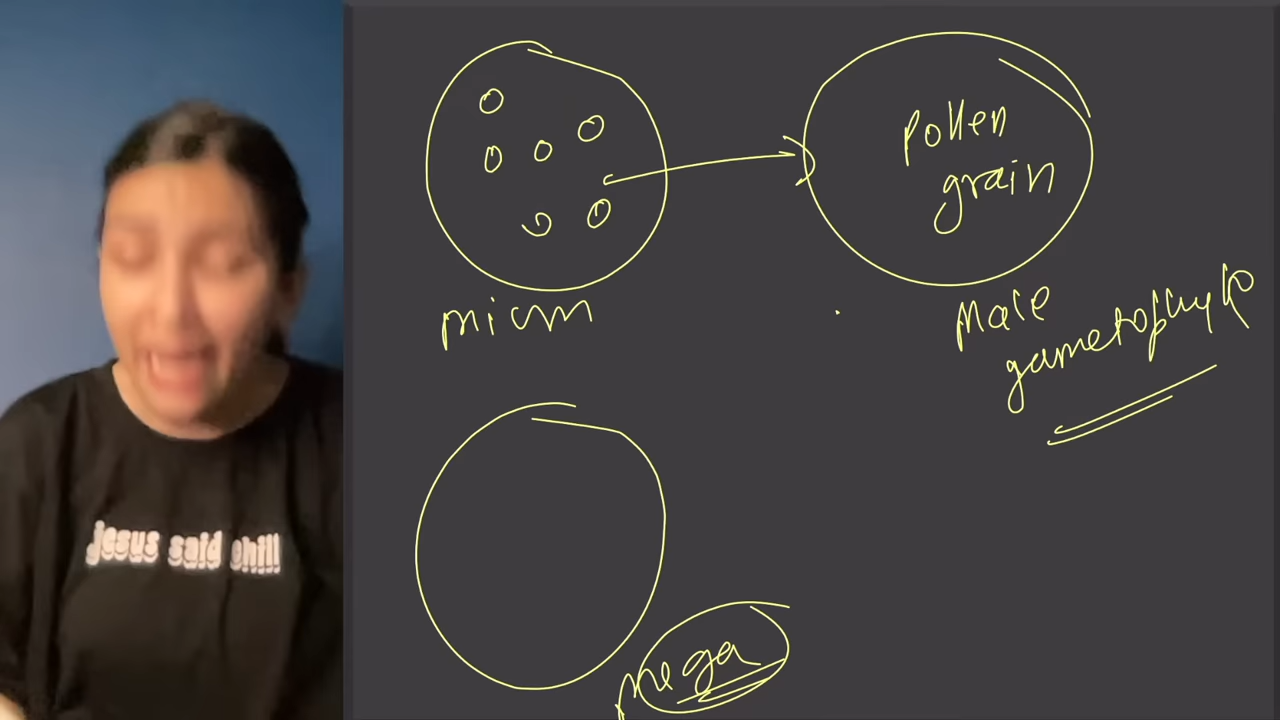 Pollen
grain
micro
Male
gametophyte
mega
jesus said chill